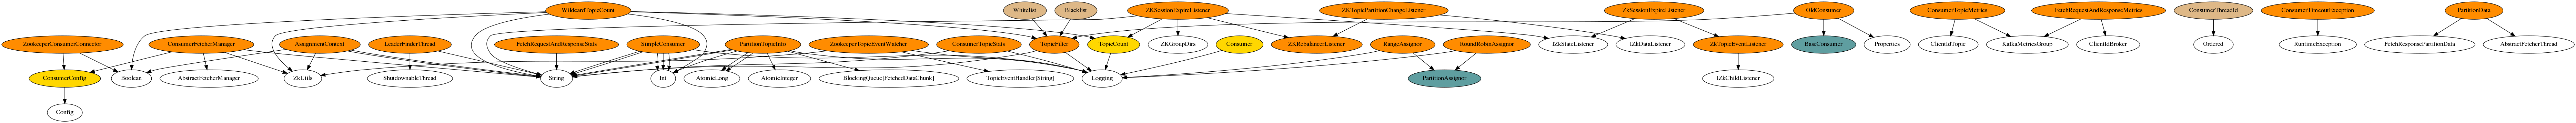 WildcardTopicCount
Whitelist
Blacklist
ZKSessionExpireListener
ZKTopicPartitionChangeListener
ZkSessionExpireListener
OldConsumer
ConsumerTopicMetrics
FetchRequestAndResponseMetrics
ConsumerThreadId
ConsumerTimeoutException
PartitionData
ZookeeperConsumerConnector
ConsumerFetcherManager
AssignmentContext
LeaderFinderThread
FetchRequestAndResponseStats
SimpleConsumer
PartitionTopicInfo
ZookeeperTopicEventWatcher
ConsumerTopicStats
TopicFilter
TopicCount
ZKGroupDirs
Consumer
ZKRebalancerListener
RangeAssignor
RoundRobinAssignor
IZkStateListener
IZkDataListener
ZkTopicEventListener
BaseConsumer
Properties
ClientIdTopic
KafkaMetricsGroup
ClientIdBroker
Ordered
RuntimeException
FetchResponsePartitionData
AbstractFetcherThread
ConsumerConfig
Boolean
AbstractFetcherManager
ZkUtils
ShutdownableThread
String
Int
AtomicLong
AtomicInteger
BlockingQueue[FetchedDataChunk]
TopicEventHandler[String]
Logging
PartitionAssignor
IZkChildListener
Config